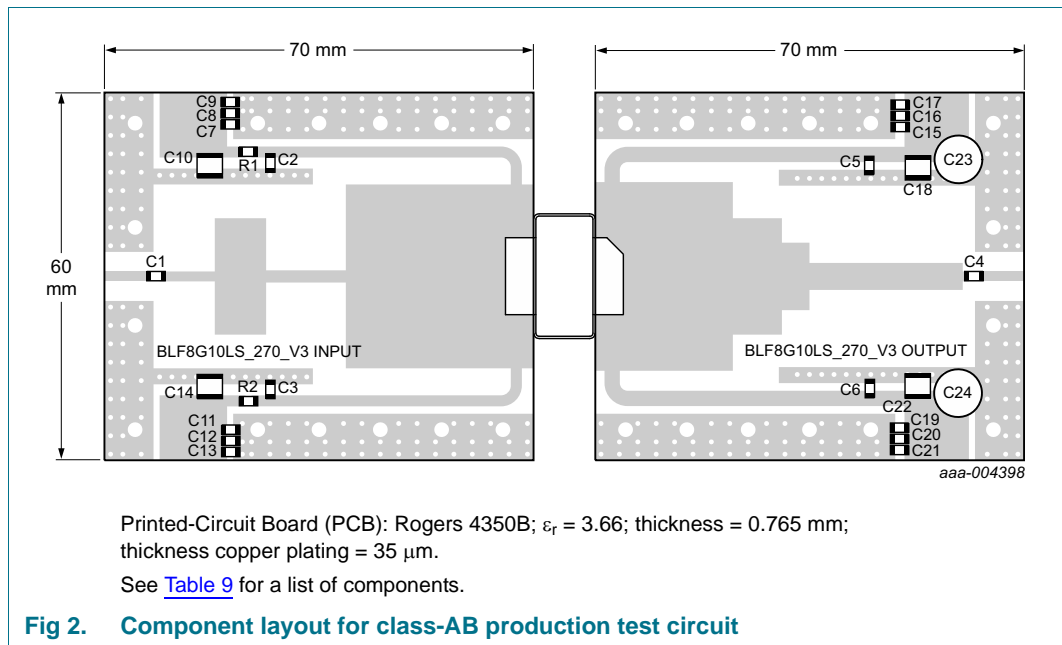 70 mm
70 mm
60
mm
C9
C8
C7
C10
R1
C2
C1
BLF8G10LS_270_V3 INPUT
C14
R2
C3
C11
C12
C13
C17
C16
C15
C5
C23
C18
C4
BLF8G10LS_270_V3 OUTPUT
C6
C24
C22
C19
C20
C21
aaa-004398
Printed-Circuit Board (PCB): Rogers 4350B; εr = 3.66; thickness = 0.765 mm;
thickness copper plating = 35 μm.
See Table 9 for a list of components.
Fig 2. Component layout for class-AB production test circuit